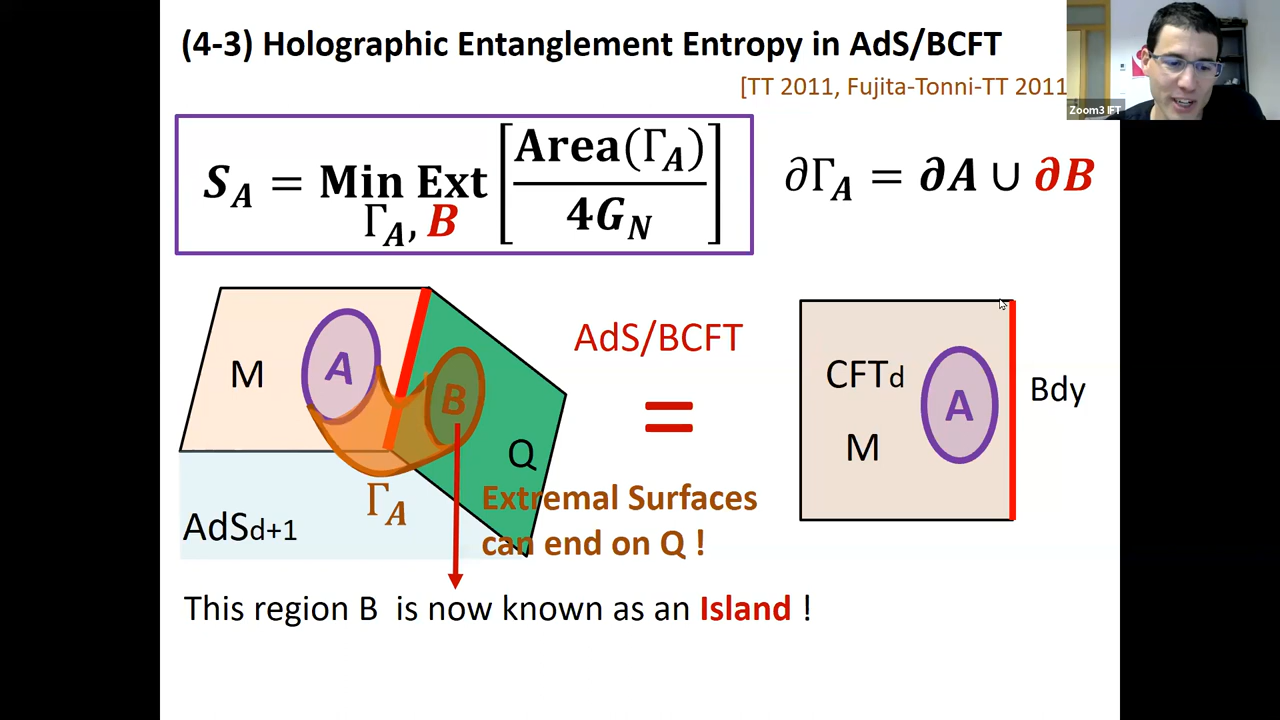 (4-3) Holographic Entanglement Entropy in AdS/BCFT
[TT 2011, Fujita-Tonni-TT 2011
Zoom3 IFT
S_A = Min Ext [Area(Γ_A) / 4G_N]
Γ_A, B
∂Γ_A = ∂A ∪ ∂B
M
A
B
Q
Γ_A
AdSd+1
AdS/BCFT
=
CFTd
M
A
Bdy
Extremal Surfaces
can end on Q !
This region B is now known as an Island !